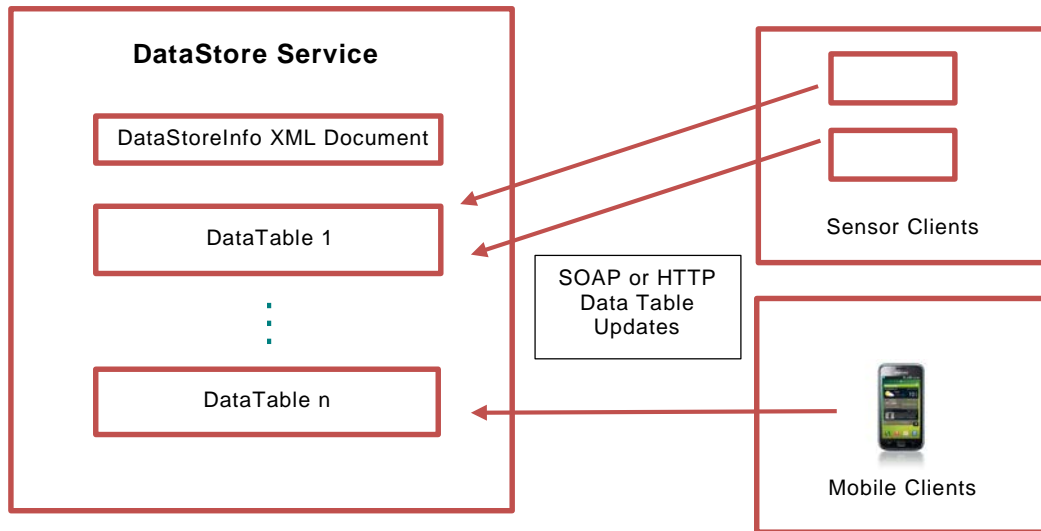 DataStore Service
DataStoreInfo XML Document
DataTable 1
DataTable n
SOAP or HTTP
Data Table
Updates
Sensor Clients
Mobile Clients